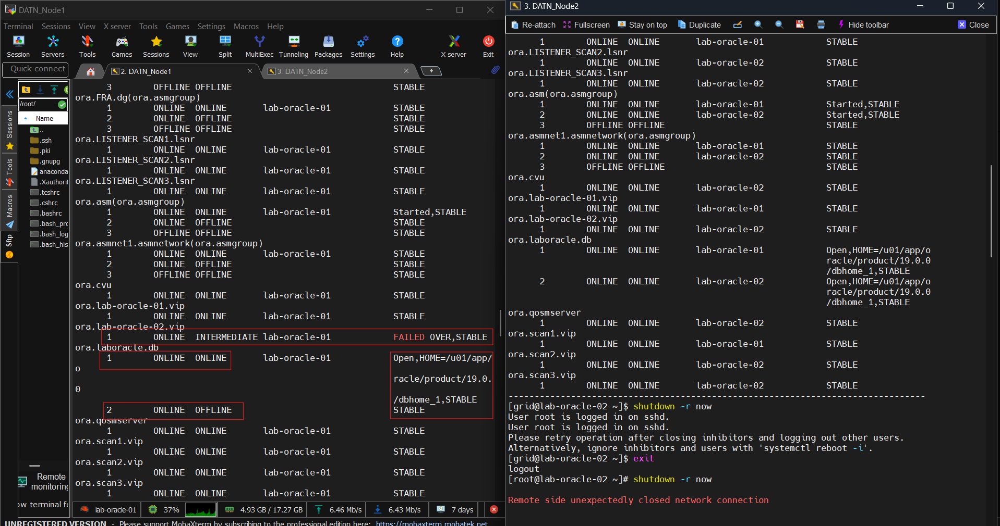 DATN_Node1
Terminal Sessions View X server Tools Games Settings Macros Help
Session Servers Tools Games Sessions View Split MultiExec Tunneling Packages Settings Help X server Exit
Quick connect
2. DATN_Node1
3. DATN_Node2
/root/
Name
..
.ssh
.pki
.gnupg
anaconda
.Xauthorit
.tcshrc
.cshrc
.bashrc
.bash_pro
.bash_log
.bash_his
Sessions
Tools
Macros
Sftp
Remote
monitoring
ow terminal fo
3 OFFLINE OFFLINE STABLE
ora.FRA.dg(ora.asmgroup)
1 ONLINE ONLINE lab-oracle-01 STABLE
2 ONLINE OFFLINE STABLE
3 OFFLINE OFFLINE STABLE
ora.LISTENER_SCAN1.lsnr
1 ONLINE ONLINE lab-oracle-01 STABLE
ora.LISTENER_SCAN2.lsnr
1 ONLINE ONLINE lab-oracle-01 STABLE
ora.LISTENER_SCAN3.lsnr
1 ONLINE ONLINE lab-oracle-01 STABLE
ora.asm(ora.asmgroup)
1 ONLINE ONLINE lab-oracle-01 Started,STABLE
2 ONLINE OFFLINE STABLE
3 OFFLINE OFFLINE STABLE
ora.asmnet1.asmnetwork(ora.asmgroup)
1 ONLINE ONLINE lab-oracle-01 STABLE
2 ONLINE OFFLINE STABLE
3 OFFLINE OFFLINE STABLE
ora.cvu
1 ONLINE ONLINE lab-oracle-01 STABLE
ora.lab-oracle-01.vip
1 ONLINE ONLINE lab-oracle-01 STABLE
ora.lab-oracle-02.vip
1 ONLINE INTERMEDIATE lab-oracle-01 FAILED OVER,STABLE
ora.laboracle.db
1 ONLINE ONLINE lab-oracle-01 Open,HOME=/u01/app/
o
racle/product/19.0.
0
/dbhome_1,STABLE
2 ONLINE OFFLINE STABLE
ora.qosmserver
1 ONLINE ONLINE lab-oracle-01 STABLE
ora.scan1.vip
1 ONLINE ONLINE lab-oracle-01 STABLE
ora.scan2.vip
1 ONLINE ONLINE lab-oracle-01 STABLE
ora.scan3.vip
1 ONLINE ONLINE lab-oracle-01 STABLE
lab-oracle-01 37% 4.93 GB / 17.27 GB 6.46 Mb/s 6.43 Mb/s 7 days
UNREGISTERED VERSION - Please support MobaXterm by subscribing to the professional edition here: https://mobaxterm.mobatek.net
3. DATN_Node2
Re-attach Fullscreen Stay on top Duplicate Hide toolbar Close
1 ONLINE ONLINE lab-oracle-01 STABLE
ora.LISTENER_SCAN2.lsnr
1 ONLINE ONLINE lab-oracle-02 STABLE
ora.LISTENER_SCAN3.lsnr
1 ONLINE ONLINE lab-oracle-02 STABLE
ora.asm(ora.asmgroup)
1 ONLINE ONLINE lab-oracle-01 Started,STABLE
2 ONLINE ONLINE lab-oracle-02 Started,STABLE
3 OFFLINE OFFLINE STABLE
ora.asmnet1.asmnetwork(ora.asmgroup)
1 ONLINE ONLINE lab-oracle-01 STABLE
2 ONLINE ONLINE lab-oracle-02 STABLE
3 OFFLINE OFFLINE STABLE
ora.cvu
1 ONLINE ONLINE lab-oracle-02 STABLE
ora.lab-oracle-01.vip
1 ONLINE ONLINE lab-oracle-01 STABLE
ora.lab-oracle-02.vip
1 ONLINE ONLINE lab-oracle-02 STABLE
ora.laboracle.db
1 ONLINE ONLINE lab-oracle-01 Open,HOME=/u01/app/o
racle/product/19.0.0
/dbhome_1,STABLE
2 ONLINE ONLINE lab-oracle-02 Open,HOME=/u01/app/o
racle/product/19.0.0
/dbhome_1,STABLE
ora.qosmserver
1 ONLINE ONLINE lab-oracle-02 STABLE
ora.scan1.vip
1 ONLINE ONLINE lab-oracle-01 STABLE
ora.scan2.vip
1 ONLINE ONLINE lab-oracle-02 STABLE
ora.scan3.vip
1 ONLINE ONLINE lab-oracle-02 STABLE
--------------------------------------------------------------------------------
[grid@lab-oracle-02 ~]$ shutdown -r now
User root is logged in on sshd.
User root is logged in on sshd.
Please retry operation after closing inhibitors and logging out other users.
Alternatively, ignore inhibitors and users with 'systemctl reboot -i'.
[grid@lab-oracle-02 ~]$ exit
logout
[root@lab-oracle-02 ~]# shutdown -r now
Remote side unexpectedly closed network connection